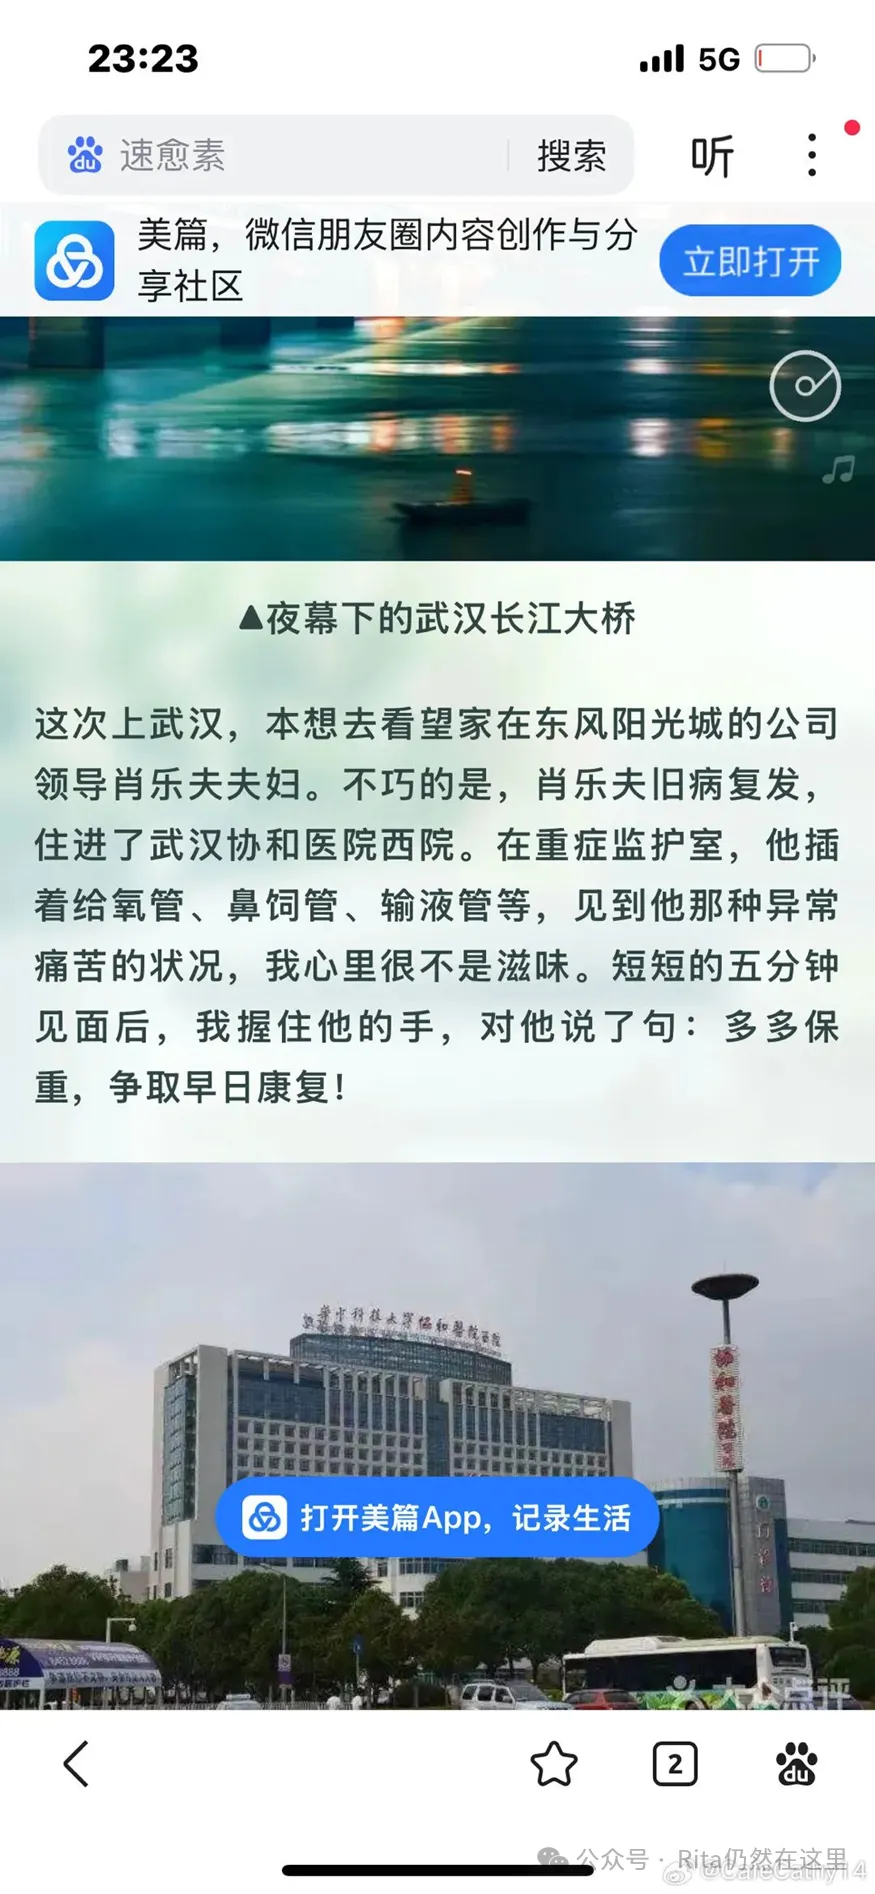 23:23
5G
du
速愈素
搜索
听
美篇，微信朋友圈内容创作与分
享社区
立即打开
▲夜幕下的武汉长江大桥
这次上武汉，本想去看望家在东风阳光城的公司
领导肖乐夫夫妇。不巧的是，肖乐夫旧病复发，
住进了武汉协和医院西院。在重症监护室，他插
着给氧管、鼻饲管、输液管等，见到他那种异常
痛苦的状况，我心里很不是滋味。短短的五分钟
见面后，我握住他的手，对他说了句：多多保
重，争取早日康复！
華中科技大学协和醫院西院
协和醫院
门诊部
打开美篇App，记录生活
大众点评
2
du
公众号 · Rita仍然在这里
@CafeCathy14